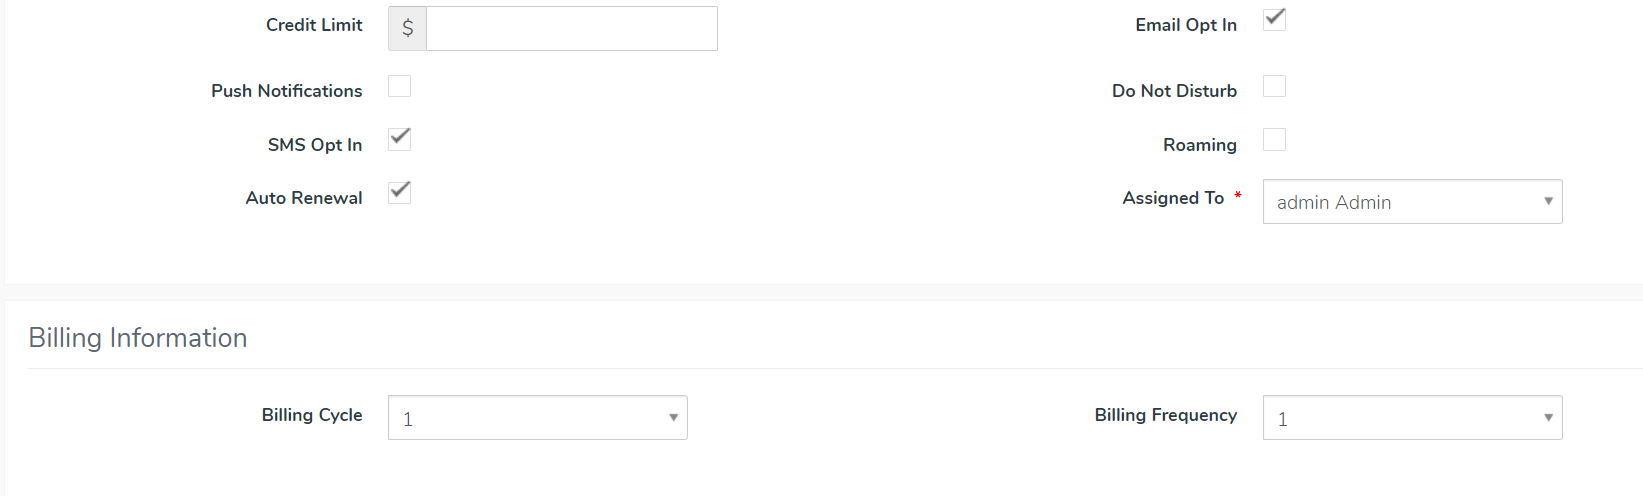 Credit Limit $ Email Opt In
Push Notifications Do Not Disturb
SMS Opt In Roaming
Auto Renewal Assigned To * admin Admin
Billing Information
Billing Cycle 1 Billing Frequency 1